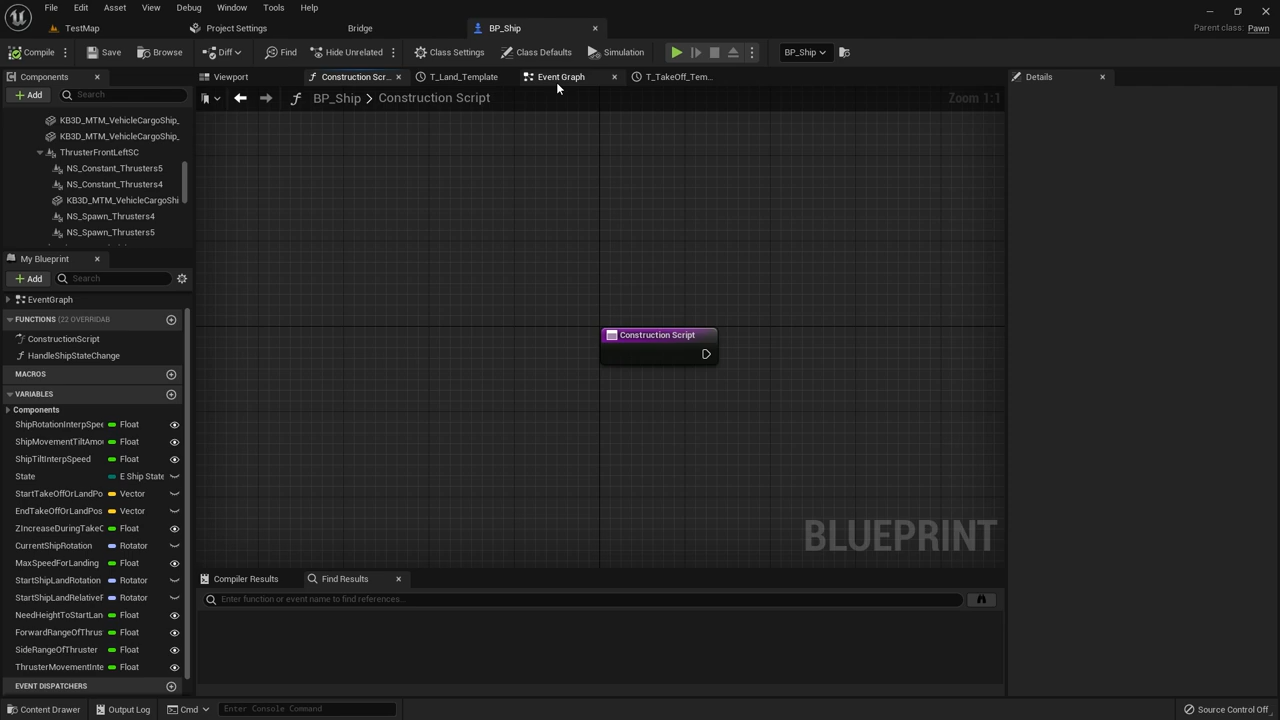 File Edit Asset View Debug Window Tools Help
TestMap Project Settings Bridge BP_Ship Parent class: Pawn
Compile Save Browse Diff Find Hide Unrelated Class Settings Class Defaults Simulation BP_Ship
Components Viewport Construction Scr... T_Land_Template Event Graph T_TakeOff_Tem... Details
Add Search BP_Ship > Construction Script Zoom 1:1
KB3D_MTM_VehicleCargoShip_
KB3D_MTM_VehicleCargoShip_
ThrusterFrontLeftSC
NS_Constant_Thrusters5
NS_Constant_Thrusters4
KB3D_MTM_VehicleCargoShi
NS_Spawn_Thrusters4
NS_Spawn_Thrusters5
My Blueprint
Add Search
EventGraph
FUNCTIONS (22 OVERRIDAB
ConstructionScript
HandleShipStateChange
MACROS
VARIABLES
Components
ShipRotationInterpSpee Float
ShipMovementTiltAmou Float
ShipTiltInterpSpeed Float
State E Ship State
StartTakeOffOrLandPo Vector
EndTakeOffOrLandPos Vector
ZIncreaseDuringTakeO Float
CurrentShipRotation Rotator
MaxSpeedForLanding Float
StartShipLandRotation Rotator
StartShipLandRelativeF Rotator
NeedHeightToStartLan Float
ForwardRangeOfThrus Float
SideRangeOfThruster Float
ThrusterMovementInte Float
EVENT DISPATCHERS
Construction Script
BLUEPRINT
Compiler Results Find Results
Enter function or event name to find references...
Content Drawer Output Log Cmd Enter Console Command Source Control Off